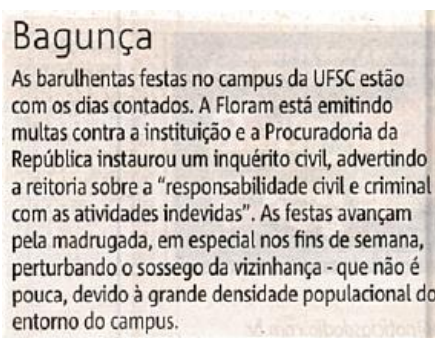 Bagunça
As barulhentas festas no campus da UFSC estão
com os dias contados. A Floram está emitindo
multas contra a instituição e a Procuradoria da
República instaurou um inquérito civil, advertindo
a reitoria sobre a “responsabilidade civil e criminal
com as atividades indevidas”. As festas avançam
pela madrugada, em especial nos fins de semana,
perturbando o sossego da vizinhança - que não é
pouca, devido à grande densidade populacional do
entorno do campus.